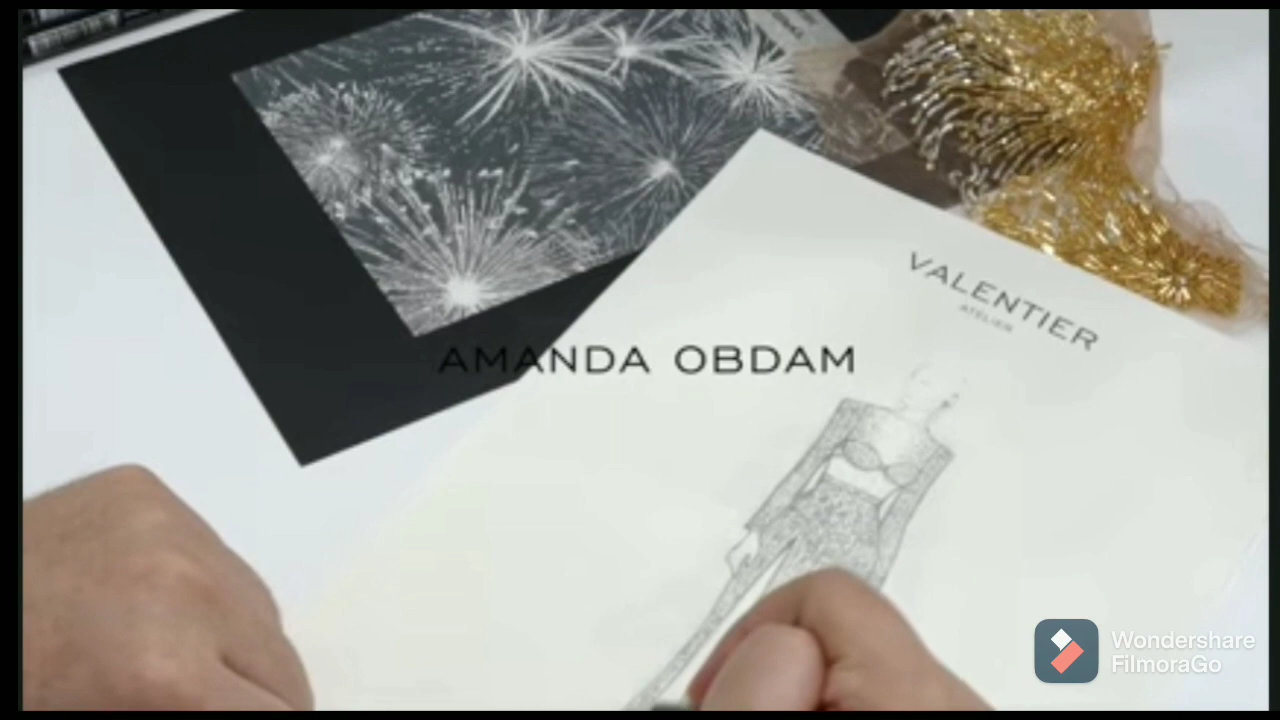 VALENTIER
ATELIER
AMANDA OBDAM
Wondershare
FilmoraGo